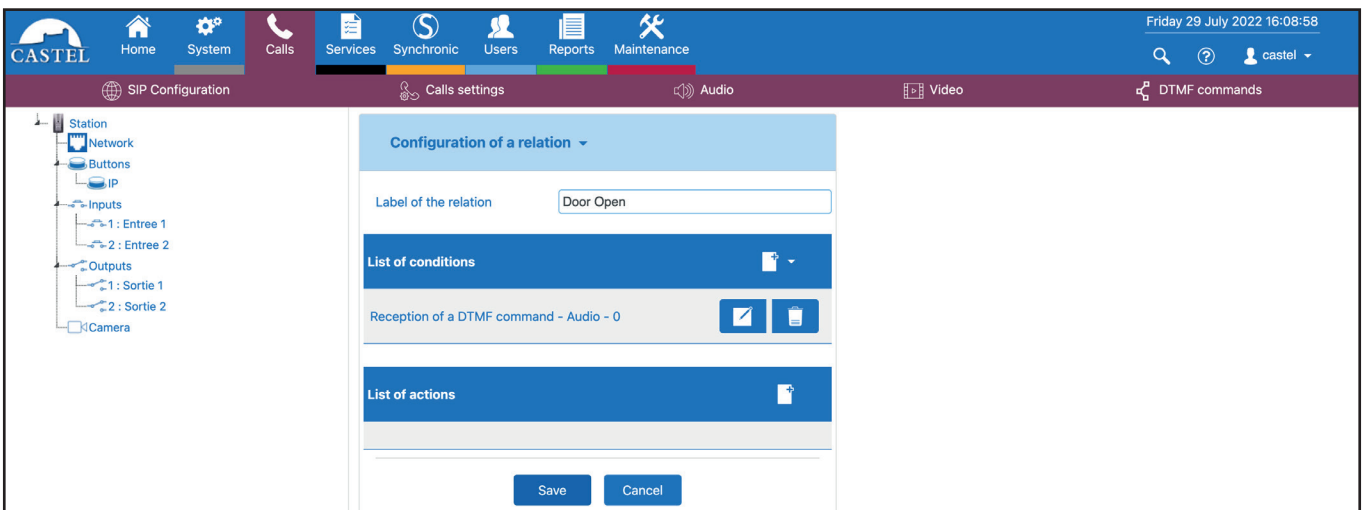 Friday 29 July 2022 16:08:58
CASTEL
Home System Calls Services Synchronic Users Reports Maintenance
castel
SIP Configuration Calls settings Audio Video DTMF commands
Station
Network
Buttons
IP
Inputs
1 : Entree 1
2 : Entree 2
Outputs
1 : Sortie 1
2 : Sortie 2
Camera
Configuration of a relation
Label of the relation Door Open
List of conditions
Reception of a DTMF command - Audio - 0
List of actions
Save Cancel